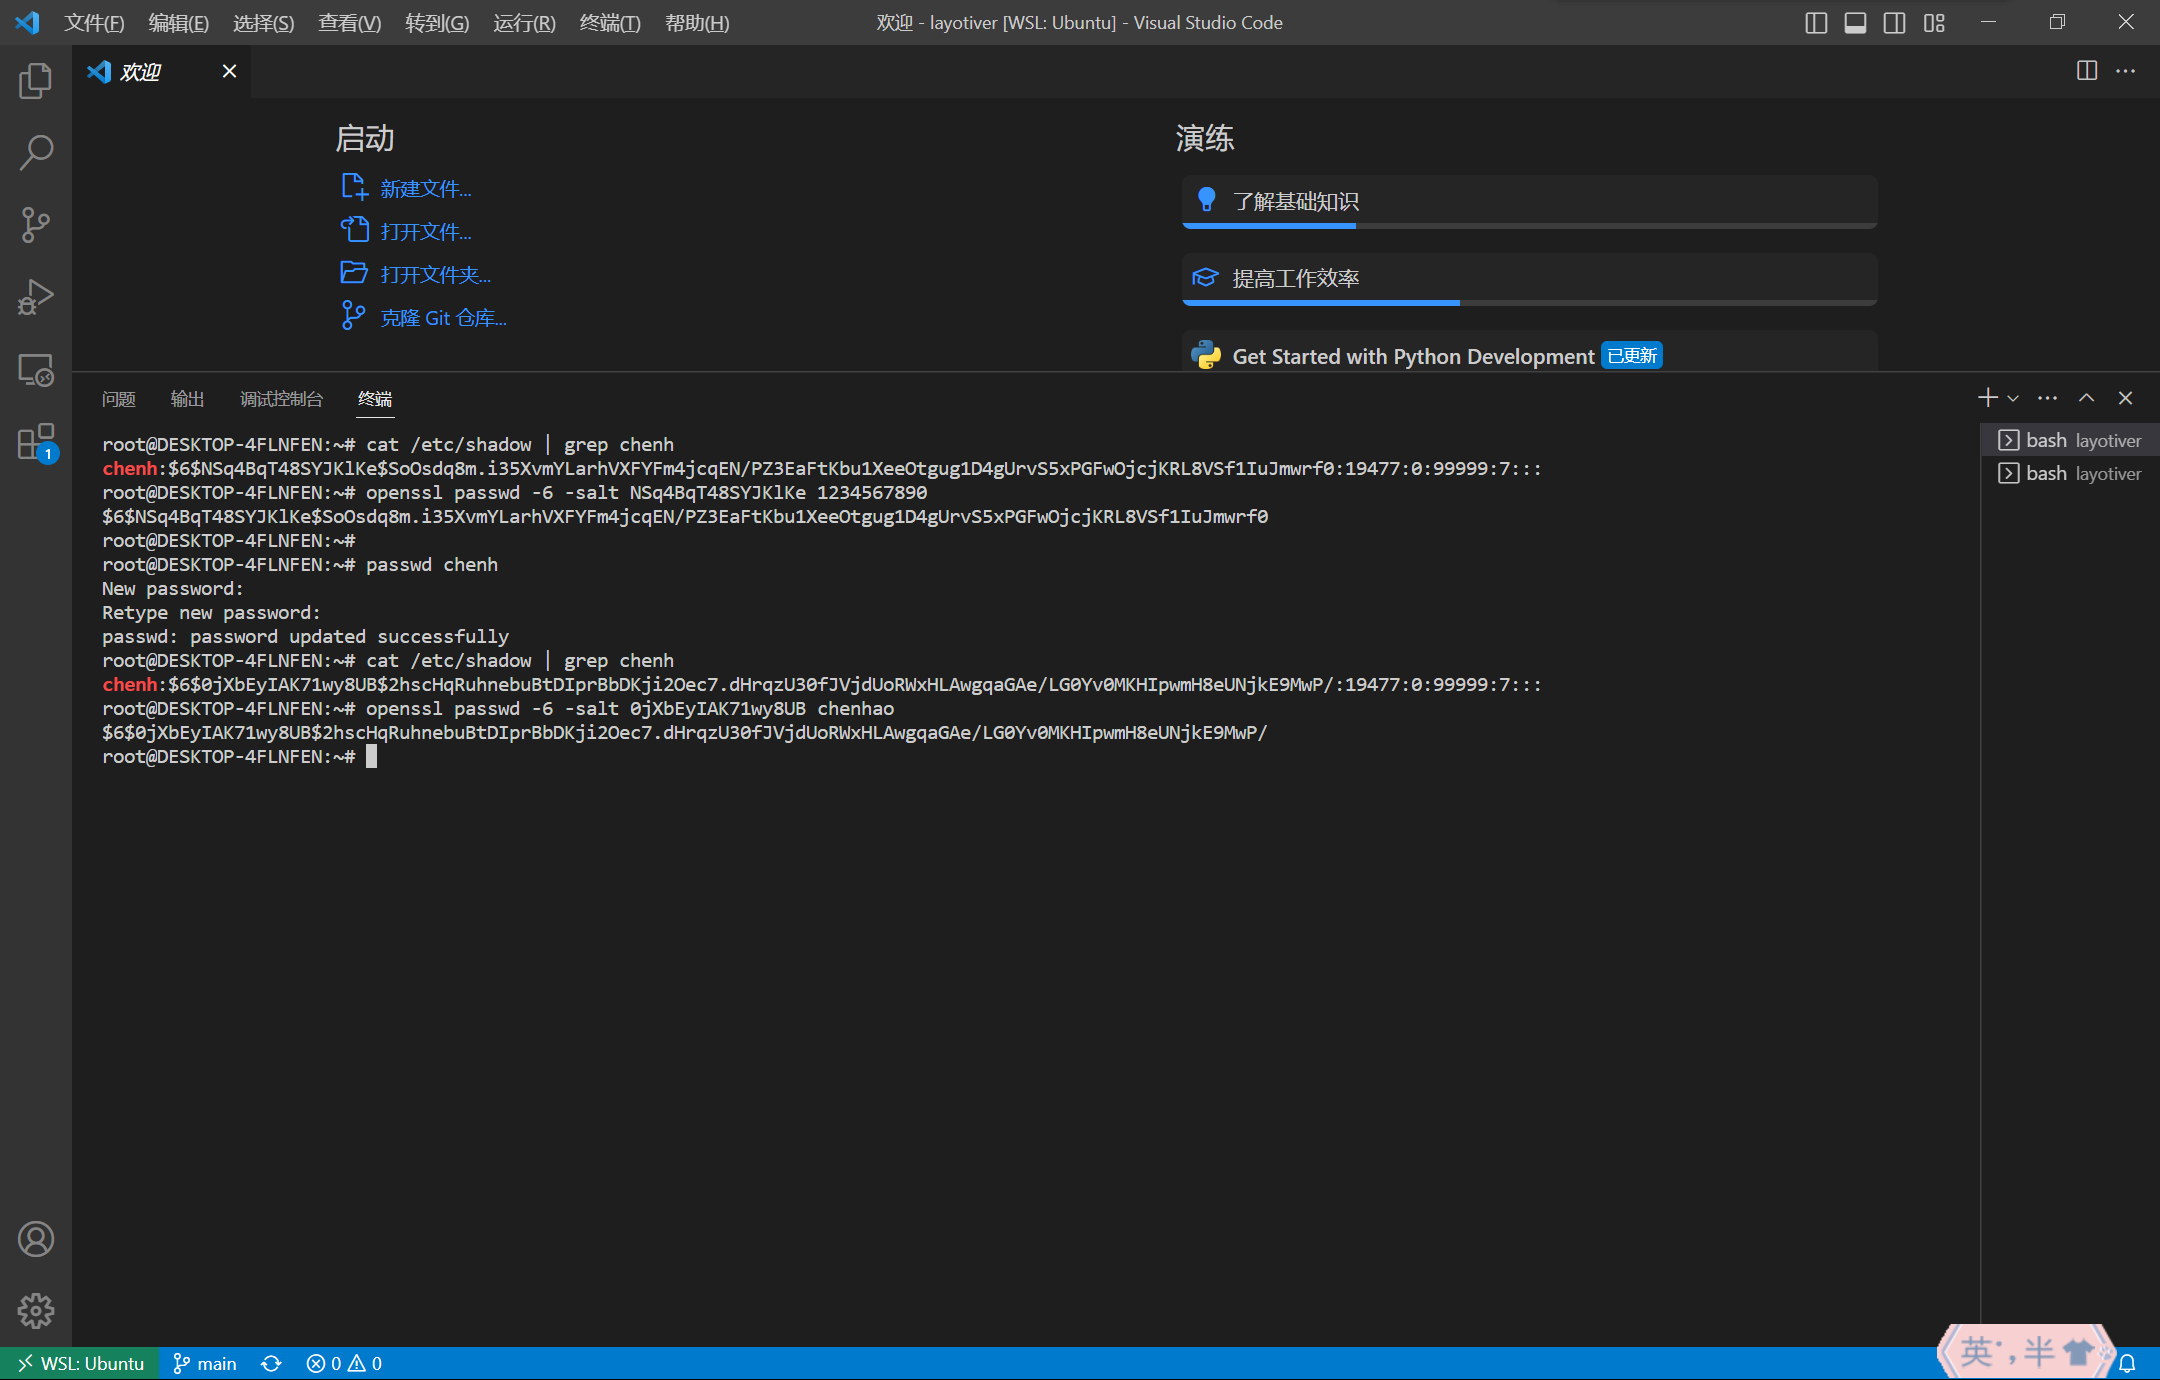 文件(F) 编辑(E) 选择(S) 查看(V) 转到(G) 运行(R) 终端(T) 帮助(H) 欢迎 - layotiver [WSL: Ubuntu] - Visual Studio Code
欢迎
启动
新建文件...
打开文件...
打开文件夹...
克隆 Git 仓库...
演练
了解基础知识
提高工作效率
Get Started with Python Development 已更新
问题 输出 调试控制台 终端
root@DESKTOP-4FLNFEN:~# cat /etc/shadow | grep chenh
chenh:$6$NSq4BqT48SYJKlKe$SoOsdq8m.i35XvmYLarhVXFYFm4jcqEN/PZ3EaFtKbu1XeeOtgug1D4gUrvS5xPGFwOjcjKRL8VSf1IuJmwrf0:19477:0:99999:7:::
root@DESKTOP-4FLNFEN:~# openssl passwd -6 -salt NSq4BqT48SYJKlKe 1234567890
$6$NSq4BqT48SYJKlKe$SoOsdq8m.i35XvmYLarhVXFYFm4jcqEN/PZ3EaFtKbu1XeeOtgug1D4gUrvS5xPGFwOjcjKRL8VSf1IuJmwrf0
root@DESKTOP-4FLNFEN:~#
root@DESKTOP-4FLNFEN:~# passwd chenh
New password:
Retype new password:
passwd: password updated successfully
root@DESKTOP-4FLNFEN:~# cat /etc/shadow | grep chenh
chenh:$6$0jXbEyIAK71wy8UB$2hscHqRuhnebuBtDIprBbDKji2Oec7.dHrqzU30fJVjdUoRWxHLAwgqaGAe/LG0Yv0MKHIpwmH8eUNjkE9MwP/:19477:0:99999:7:::
root@DESKTOP-4FLNFEN:~# openssl passwd -6 -salt 0jXbEyIAK71wy8UB chenhao
$6$0jXbEyIAK71wy8UB$2hscHqRuhnebuBtDIprBbDKji2Oec7.dHrqzU30fJVjdUoRWxHLAwgqaGAe/LG0Yv0MKHIpwmH8eUNjkE9MwP/
root@DESKTOP-4FLNFEN:~#
bash layotiver
bash layotiver
1
WSL: Ubuntu main 0 0
英 ·, 半